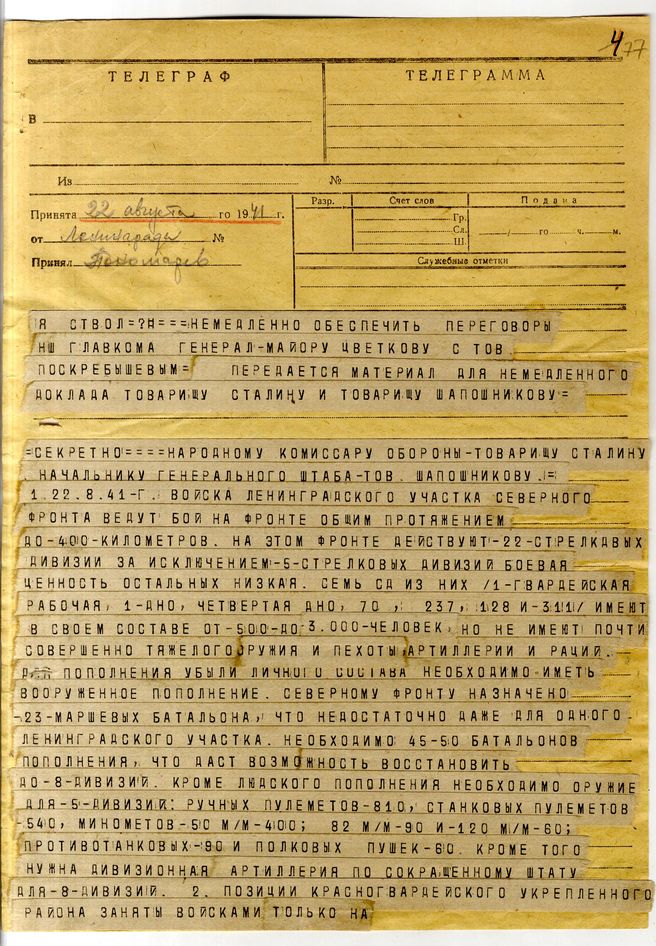 4 77
ТЕЛЕГРАФ
ТЕЛЕГРАММА
В
Из №
Принята 22 августа го 1941 г.
Разр. Счет слов Подана
Гр.
от Ленинграда №
Сл. / го ч. м.
Ш.
Принял Пономарев
Служебные отметки
Я СТВОЛ=?Я===НЕМЕДЛЕННО ОБЕСПЕЧИТЬ ПЕРЕГОВОРЫ
НШ ГЛАВКОМА ГЕНЕРАЛ-МАЙОРУ ЦВЕТКОВУ С ТОВ.
ПОСКРЕБЫШЕВЫМ= ПЕРЕДАЕТСЯ МАТЕРИАЛ ДЛЯ НЕМЕДЛЕННОГО
ДОКЛАДА ТОВАРИЩУ СТАЛИНУ И ТОВАРИЩУ ШАПОШНИКОВУ=
=СЕКРЕТНО====НАРОДНОМУ КОМИССАРУ ОБОРОНЫ-ТОВАРИЩУ СТАЛИНУ
НАЧАЛЬНИКУ ГЕНЕРАЛЬНОГО ШТАБА-ТОВ. ШАПОШНИКОВУ.=
1.22.8.41-Г. ВОЙСКА ЛЕНИНГРАДСКОГО УЧАСТКА СЕВЕРНОГО
ФРОНТА ВЕДУТ БОЙ НА ФРОНТЕ ОБЩИМ ПРОТЯЖЕНИЕМ
ДО-400-КИЛОМЕТРОВ. НА ЭТОМ ФРОНТЕ ДЕЙСТВУЮТ-22-СТРЕЛКДВЫХ
ДИВИЗИИ ЗА ИСКЛЮЧЕНИЕМ-5-СТРЕЛКОВЫХ ДИВИЗИЙ БОЕВАЯ
ЦЕННОСТЬ ОСТАЛЬНЫХ НИЗКАЯ. СЕМЬ СД ИЗ НИХ /1-ГВАРДЕЙСКАЯ
РАБОЧАЯ, 1-ДНО, ЧЕТВЕРТАЯ ДНО, 70, 237, 128 И-311/ ИМЕЮТ
В СВОЕМ СОСТАВЕ ОТ-500-ДО-3.000-ЧЕЛОВЕК, НО НЕ ИМЕЮТ ПОЧТИ
СОВЕРШЕННО ТЯЖЕЛОГО ОРУЖИЯ И ПЕХОТЫ, АРТИЛЛЕРИИ И РАЦИЙ.
ДЛЯ ПОПОЛНЕНИЯ УБЫЛИ ЛИЧНОГО СОСТАВА НЕОБХОДИМО ИМЕТЬ
ВООРУЖЕННОЕ ПОПОЛНЕНИЕ. СЕВЕРНОМУ ФРОНТУ НАЗНАЧЕНО
-23-МАРШЕВЫХ БАТАЛЬОНА, ЧТО НЕДОСТАТОЧНО ДАЖЕ ДЛЯ ОДНОГО
ЛЕНИНГРАДСКОГО УЧАСТКА. НЕОБХОДИМО 45-50 БАТАЛЬОНОВ
ПОПОЛНЕНИЯ, ЧТО ДАСТ ВОЗМОЖНОСТЬ ВОССТАНОВИТЬ
ДО-8-ДИВИЗИЙ. КРОМЕ ЛЮДСКОГО ПОПОЛНЕНИЯ НЕОБХОДИМО ОРУЖИЕ
ДЛЯ-5-ДИВИЗИЙ: РУЧНЫХ ПУЛЕМЕТОВ-810, СТАНКОВЫХ ПУЛЕМЕТОВ
-540, МИНОМЕТОВ-50 М/М-400; 82 М/М-90 И-120 М/М-60;
ПРОТИВОТАНКОВЫХ-90 И ПОЛКОВЫХ ПУШЕК-60. КРОМЕ ТОГО
НУЖНА ДИВИЗИОННАЯ АРТИЛЛЕРИЯ ПО СОКРАЩЕННОМУ ШТАТУ
ДЛЯ-8-ДИВИЗИЙ. 2. ПОЗИЦИИ КРАСНОГВАРДЕЙСКОГО УКРЕПЛЕННОГО
РАЙОНА ЗАНЯТЫ ВОЙСКАМИ ТОЛЬКО НА